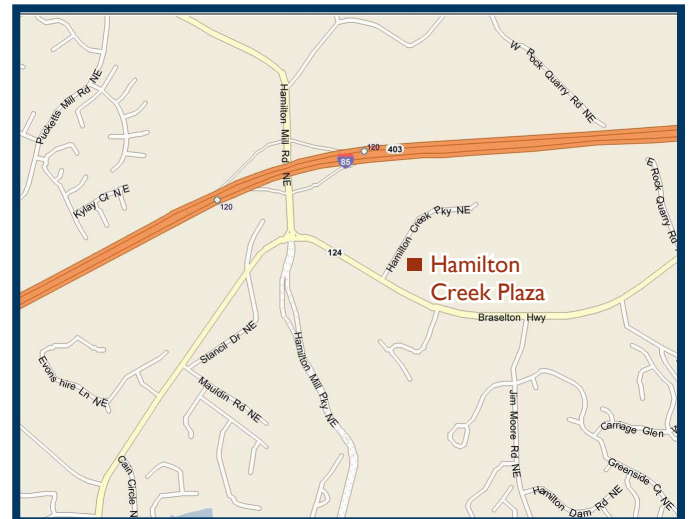 W Rock Quarry Rd NE
Pucketts Mill Rd NE
Hamilton Mill Rd NE
120
403
85
E Rock Quarry Rd
Kylay Ct NE
120
Hamilton Creek Pky NE
124
Hamilton
Creek Plaza
Braselton Hwy
Stancil Dr NE
Hamilton Mill Pky NE
Evonshire Ln NE
Mauldin Rd NE
Jim Moore Rd NE
Carriage Glen
Greenside Ct NE
Cain Circle N
Hamilton Dam Rd NE